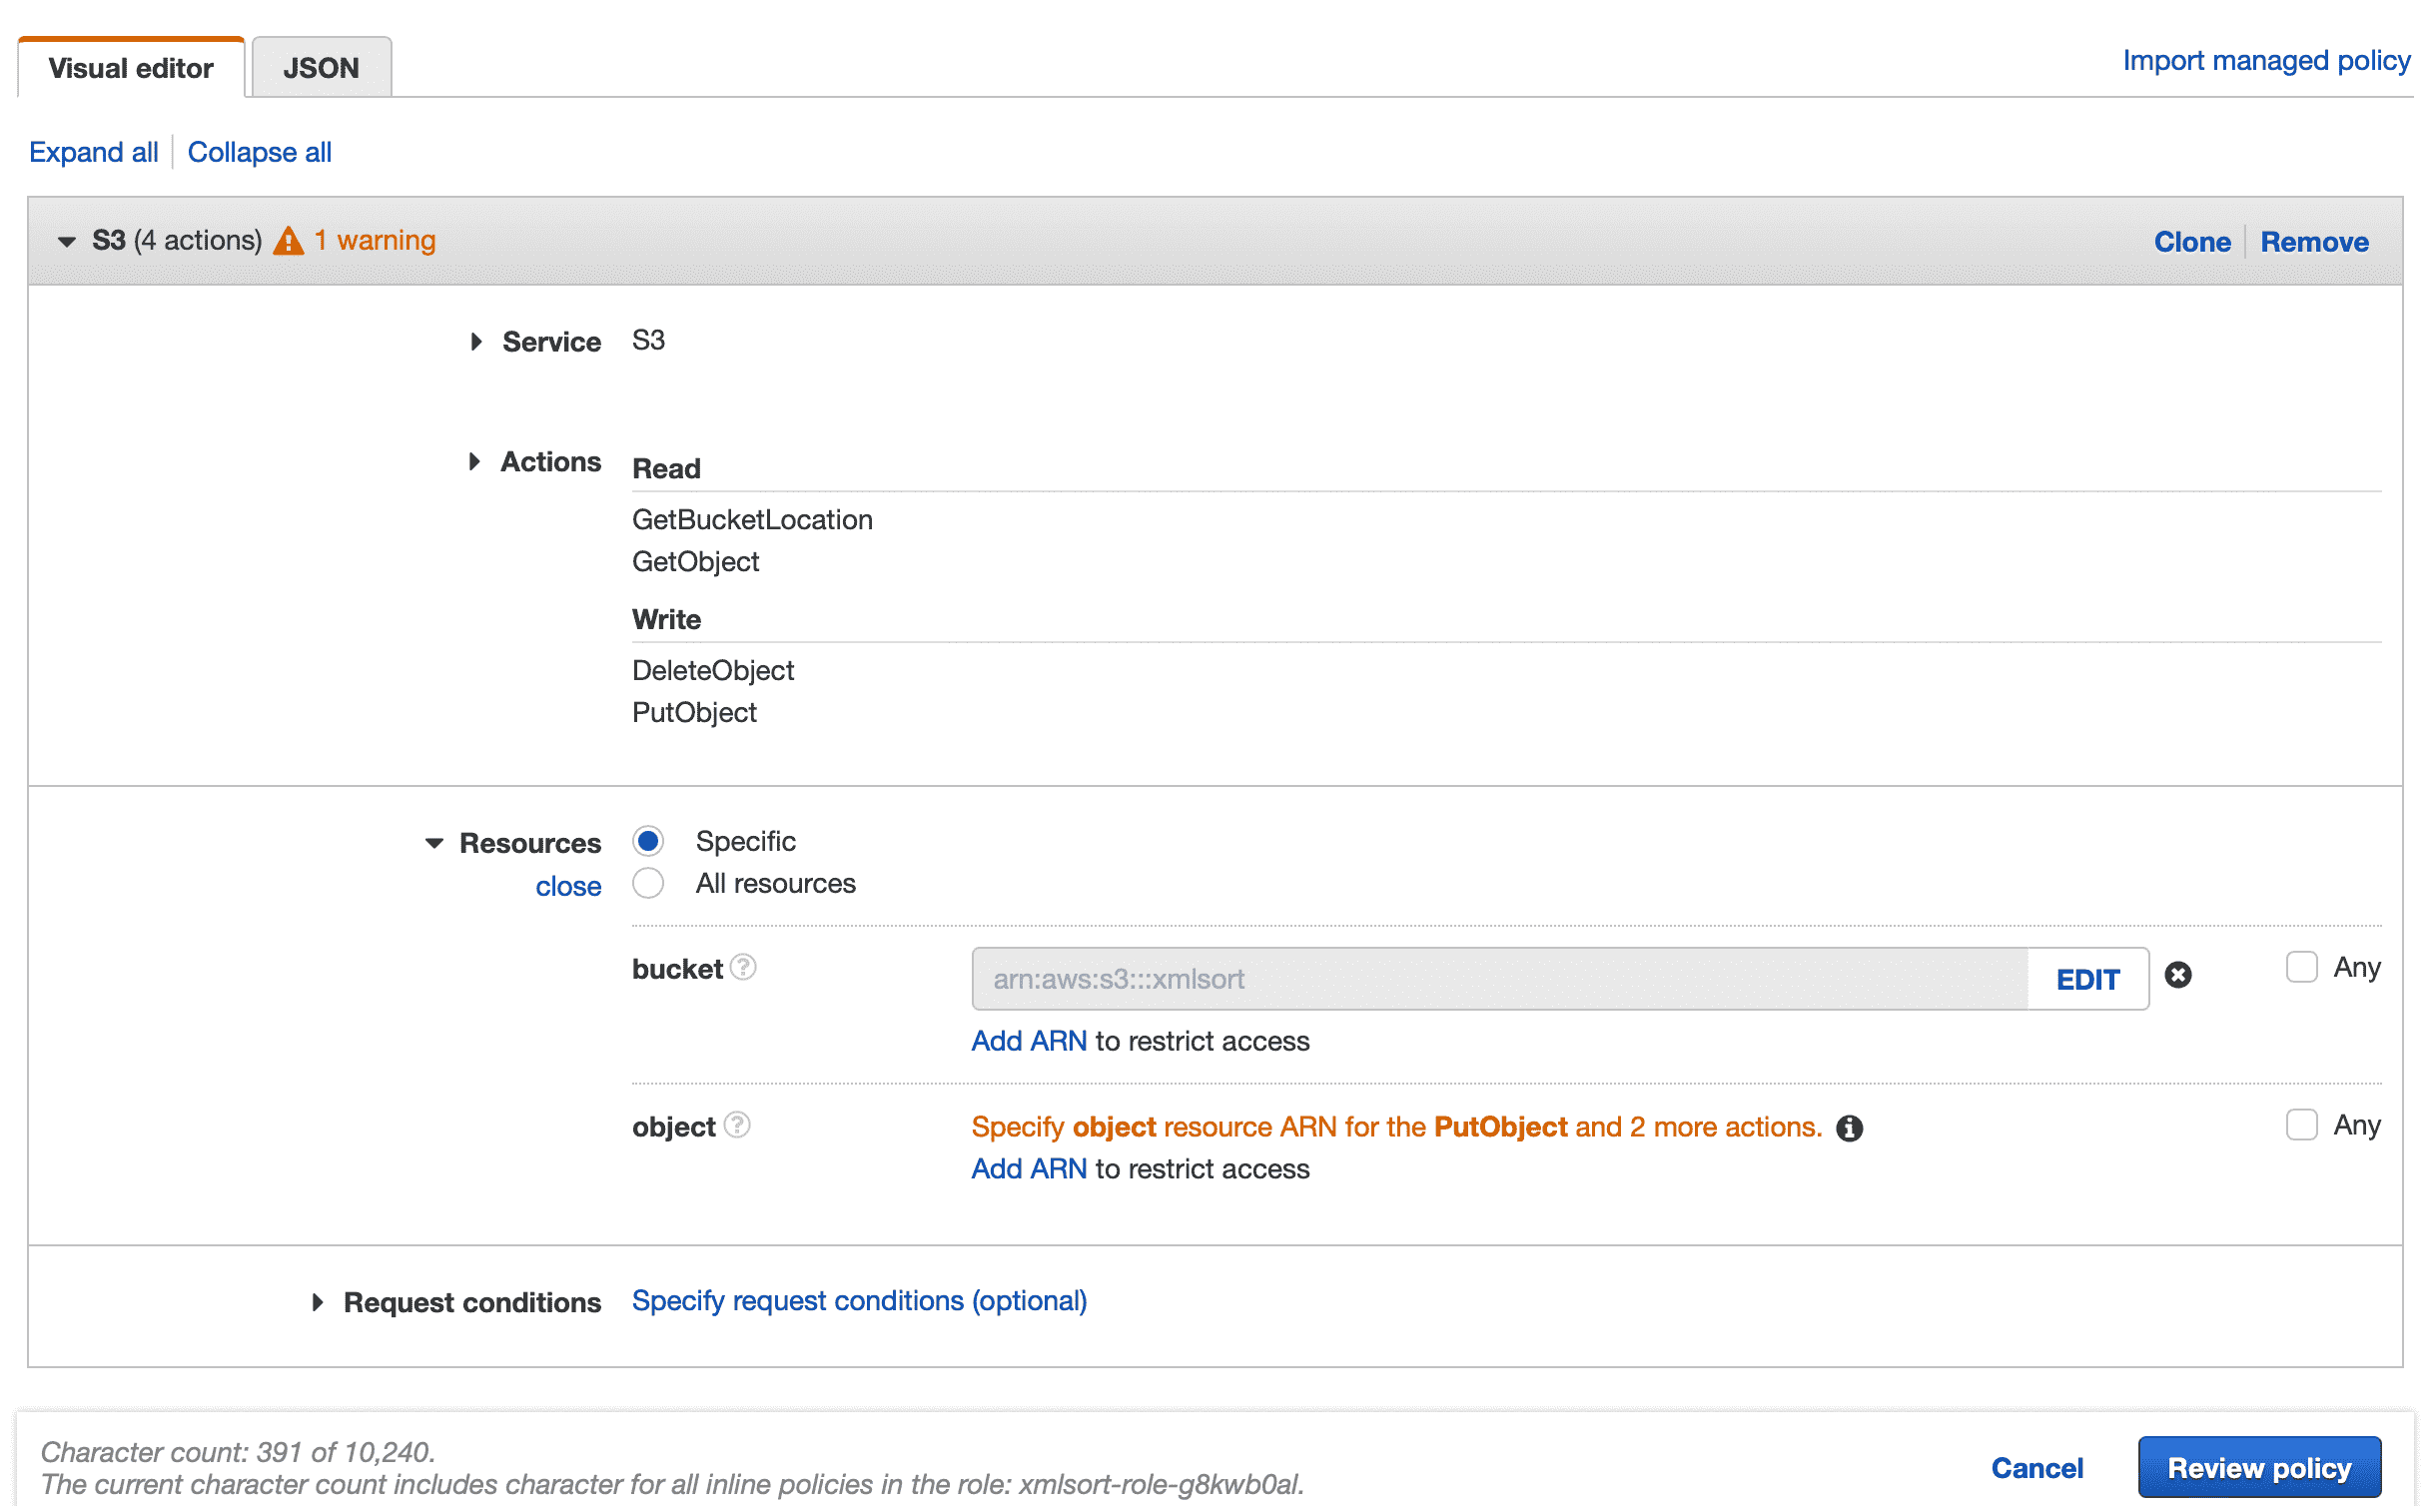 Visual editor JSON Import managed policy
Expand all Collapse all
S3 (4 actions) 1 warning Clone Remove
Service S3
Actions Read
GetBucketLocation
GetObject
Write
DeleteObject
PutObject
Resources Specific
close All resources
bucket arn:aws:s3:::xmlsort EDIT Any
Add ARN to restrict access
object Specify object resource ARN for the PutObject and 2 more actions. Any
Add ARN to restrict access
Request conditions Specify request conditions (optional)
Character count: 391 of 10,240.
The current character count includes character for all inline policies in the role: xmlsort-role-g8kwb0al.
Cancel Review policy